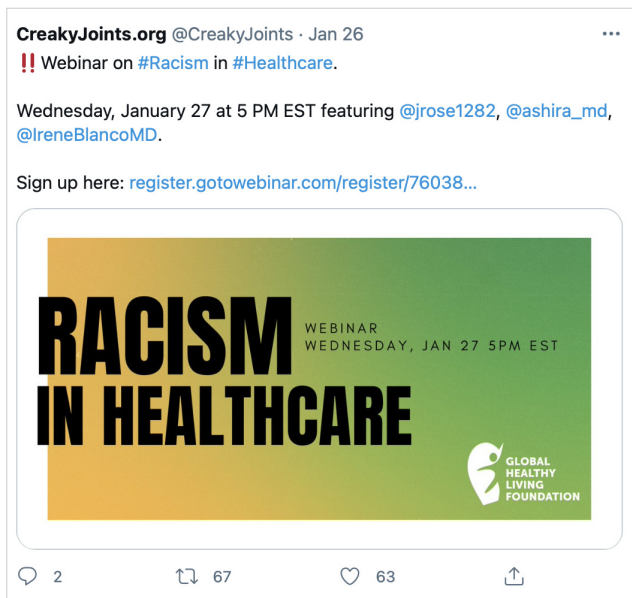 CreakyJoints.org @CreakyJoints · Jan 26
‼️ Webinar on #Racism in #Healthcare.
Wednesday, January 27 at 5 PM EST featuring @jrose1282, @ashira_md,
@IreneBlancoMD.
Sign up here: register.gotowebinar.com/register/76038...
RACISM
IN HEALTHCARE
WEBINAR
WEDNESDAY, JAN 27 5PM EST
GLOBAL
HEALTHY
LIVING
FOUNDATION
2 67 63